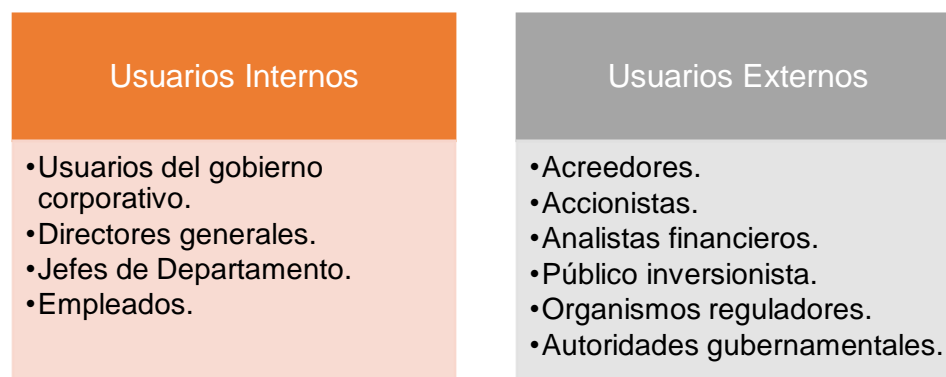 Usuarios Internos
•Usuarios del gobierno
corporativo.
•Directores generales.
•Jefes de Departamento.
•Empleados.
Usuarios Externos
•Acreedores.
•Accionistas.
•Analistas financieros.
•Público inversionista.
•Organismos reguladores.
•Autoridades gubernamentales.